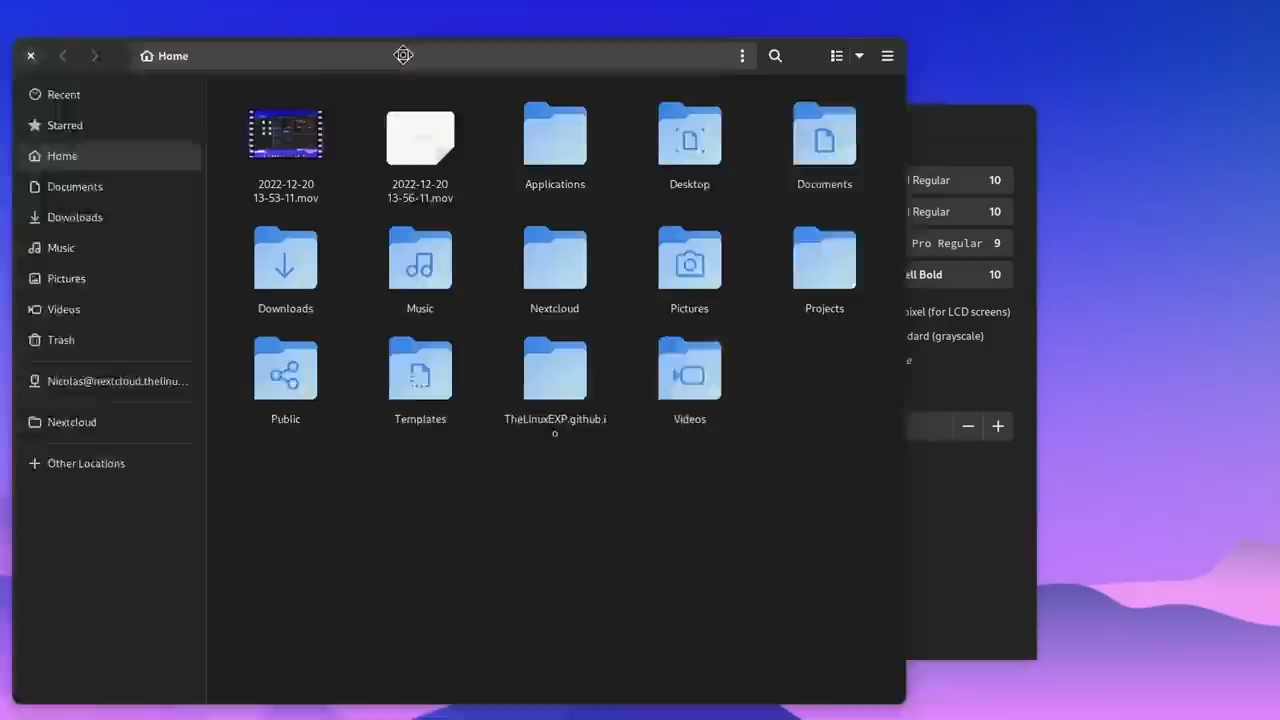 Home
Recent
Starred
Home
Documents
Downloads
Music
Pictures
Videos
Trash
Nicolas@nextcloud.thelinu...
Nextcloud
Other Locations
2022-12-20
13-53-11.mov
2022-12-20
13-56-11.mov
Applications
Desktop
Documents
Downloads
Music
Nextcloud
Pictures
Projects
Public
Templates
TheLinuxEXP.github.i
o
Videos
Regular 10
Regular 10
Pro Regular 9
ell Bold 10
pixel (for LCD screens)
dard (grayscale)